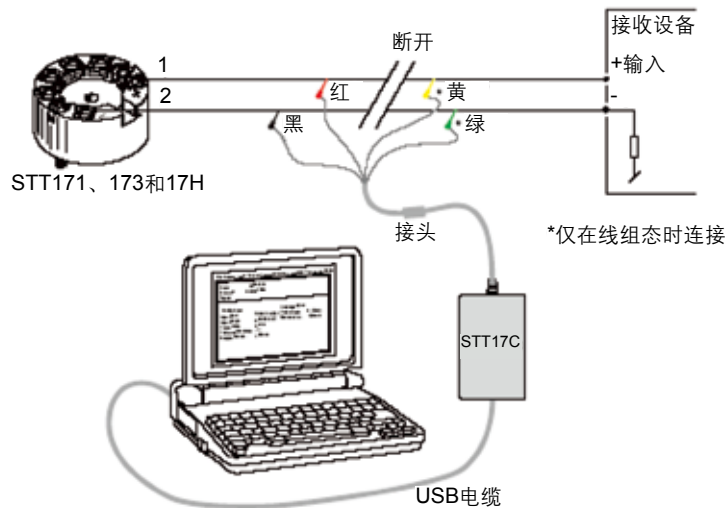 接收设备
断开
1
+输入
红
*黄
2
-
黑
*绿
STT171、173和17H
接头
*仅在线组态时连接
STT17C
USB电缆